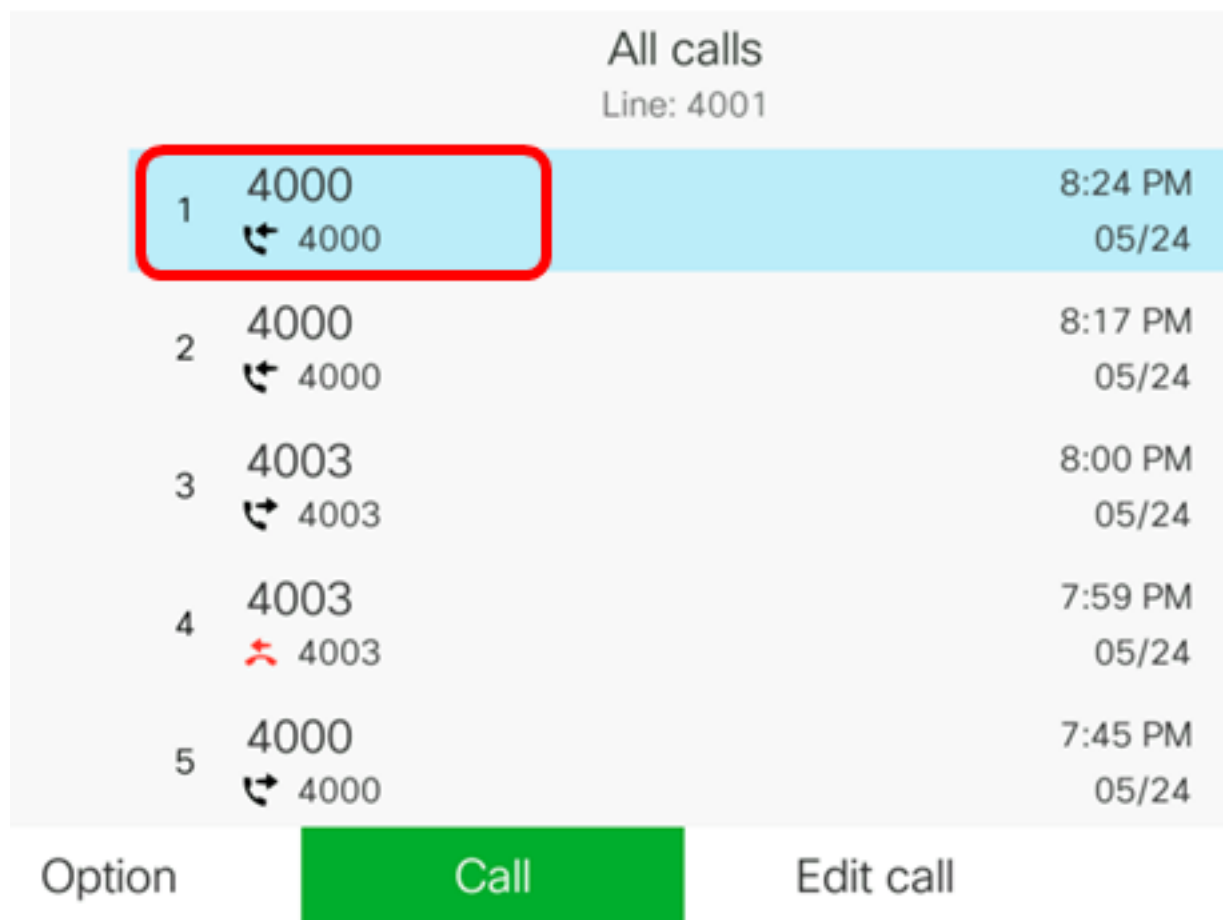 All calls
Line: 4001
1 4000 8:24 PM
4000 05/24
2 4000 8:17 PM
4000 05/24
3 4003 8:00 PM
4003 05/24
4 4003 7:59 PM
4003 05/24
5 4000 7:45 PM
4000 05/24
Option Call Edit call